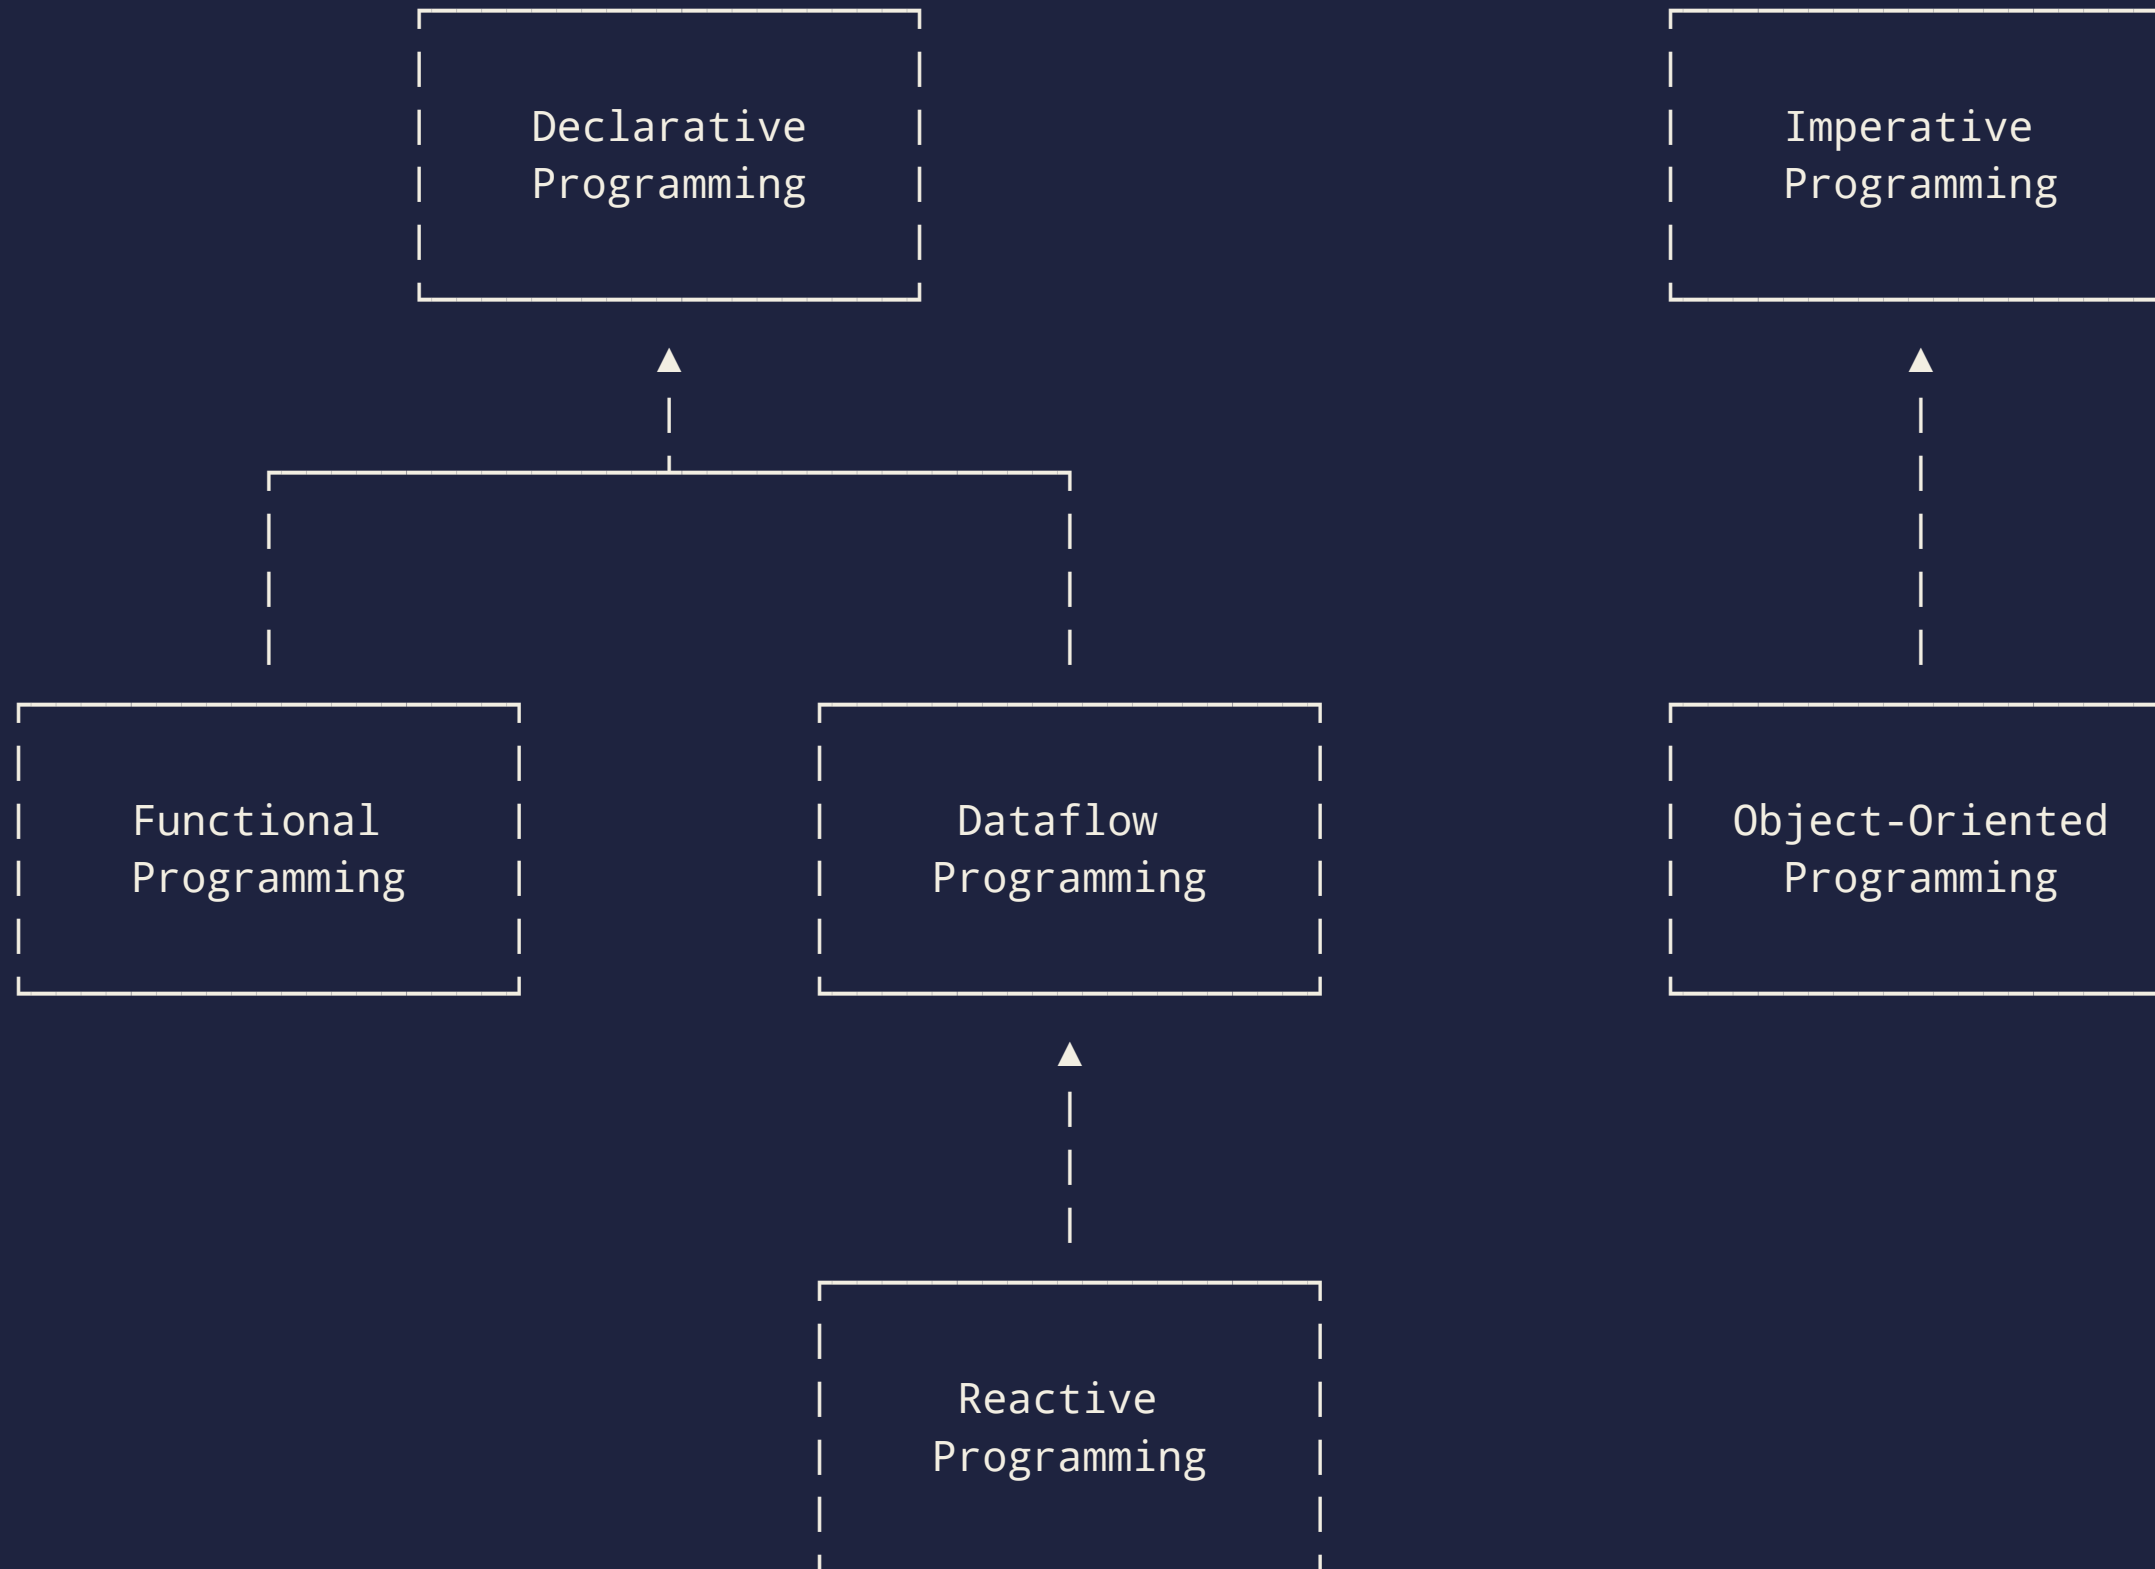 Declarative
Programming
Imperative
Programming
Functional
Programming
Dataflow
Programming
Object-Oriented
Programming
Reactive
Programming